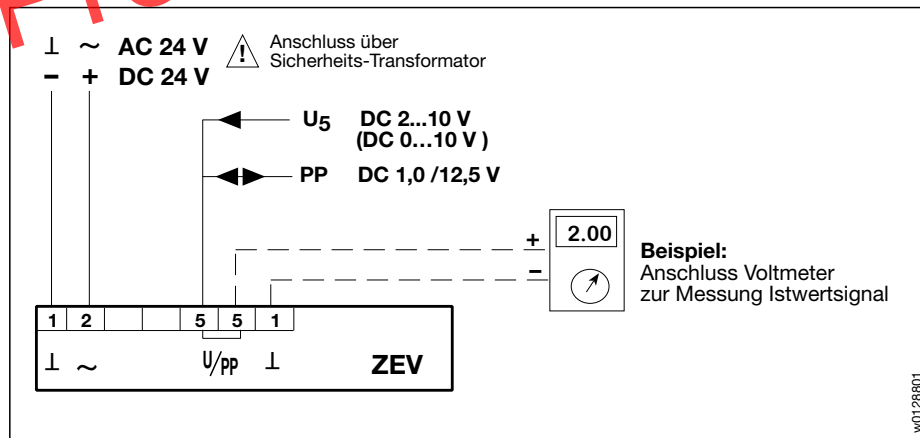 ⊥ ~ AC 24 V
Anschluss über
Sicherheits-Transformator
– + DC 24 V
U5 DC 2...10 V
(DC 0…10 V )
PP DC 1,0 /12,5 V
+ 2.00
–
Beispiel:
Anschluss Voltmeter
zur Messung Istwertsignal
1 2 5 5 1
⊥ ~ U/PP ⊥ ZEV
w0128801